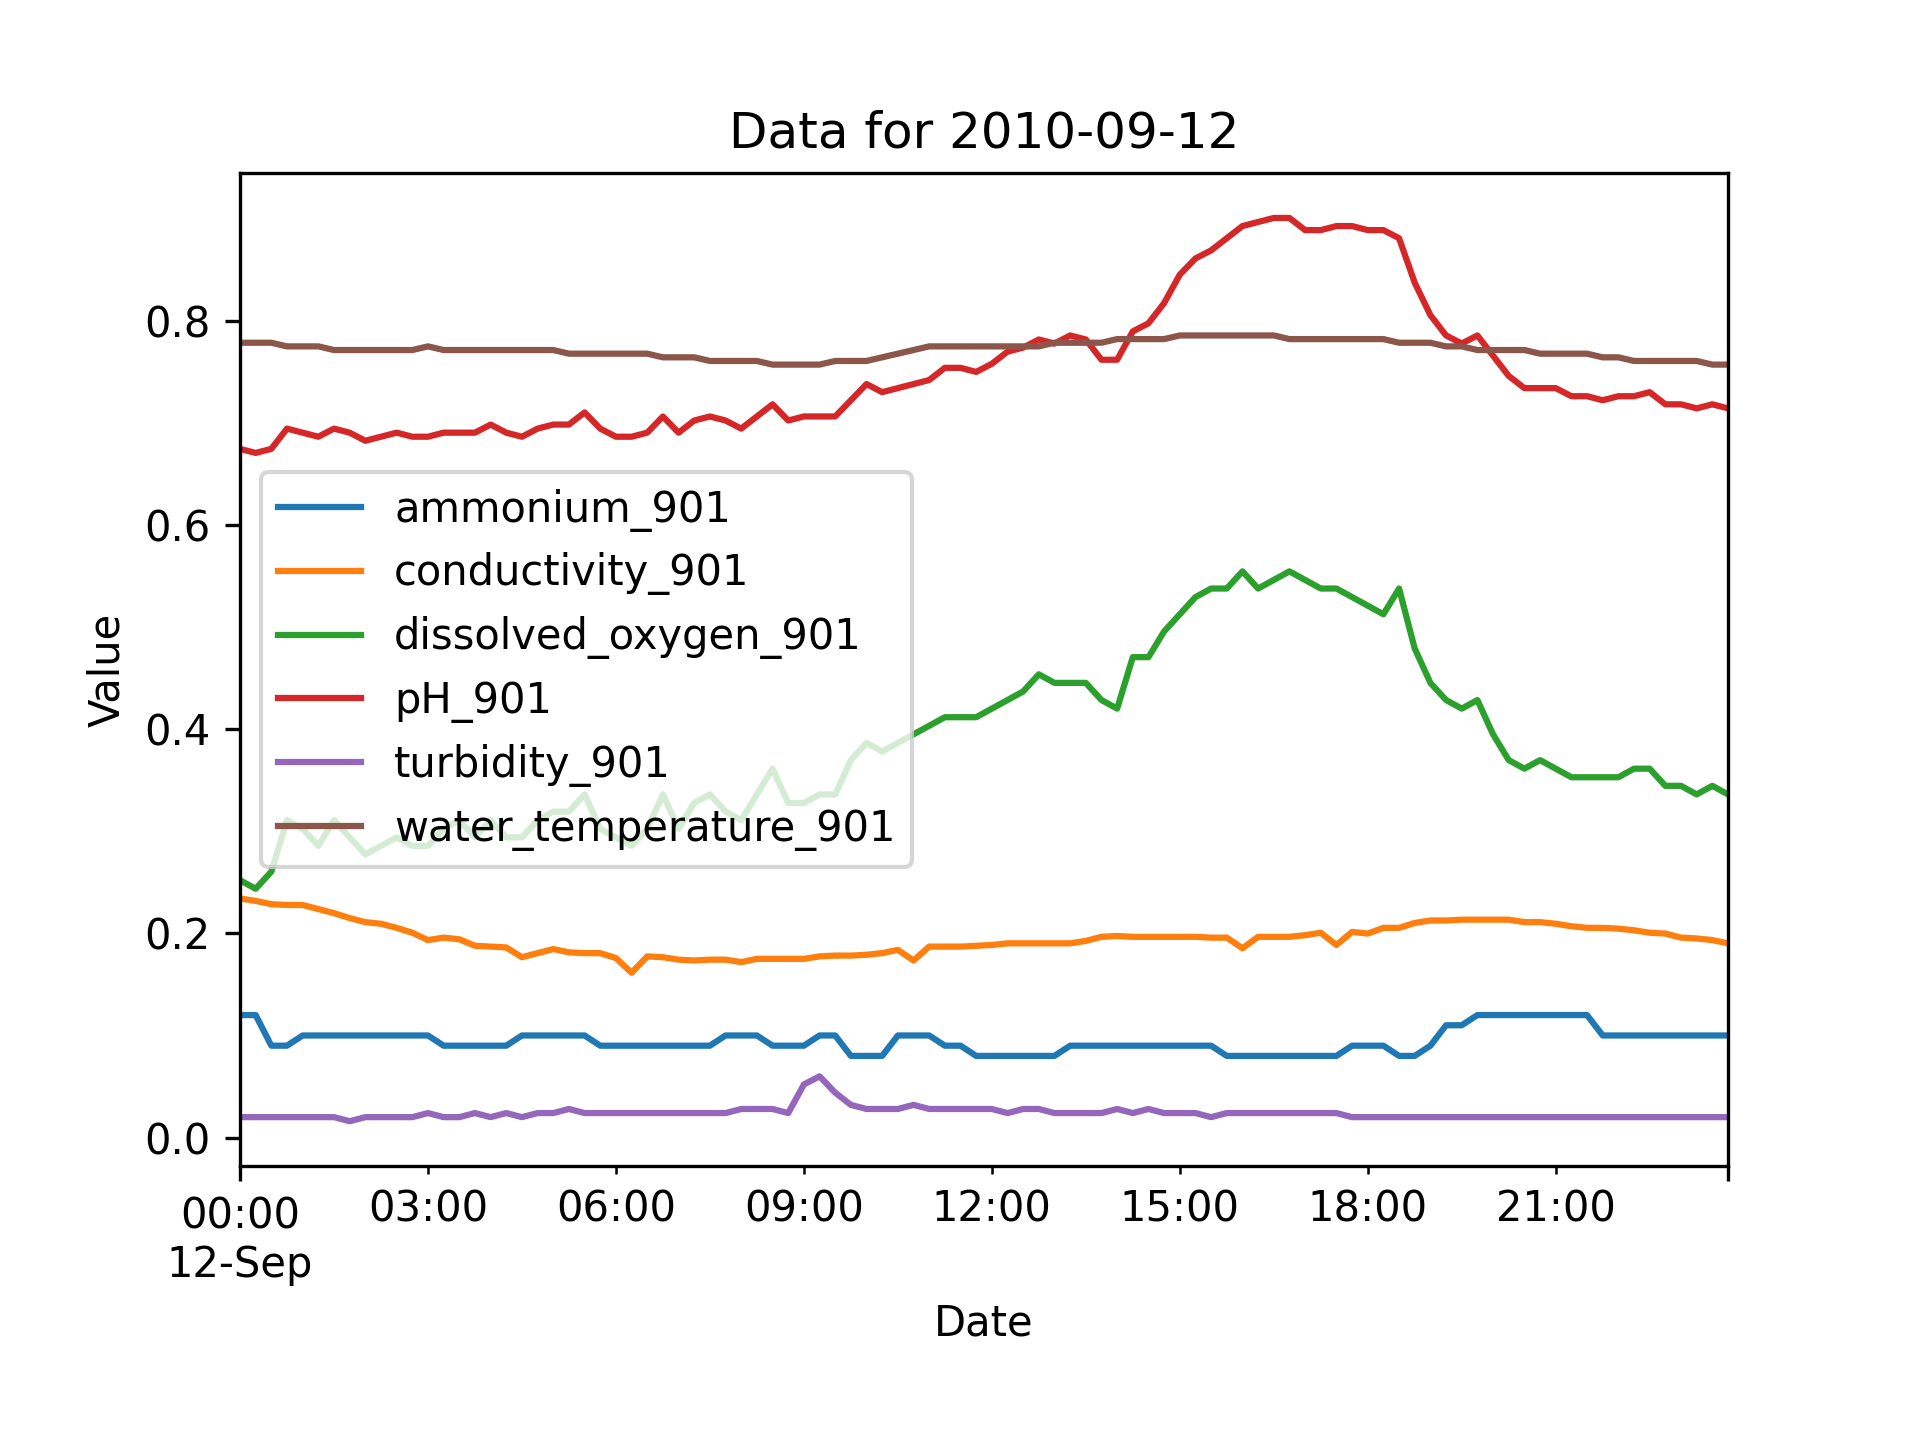 Data for 2010-09-12
Value
0.8
0.6
0.4
0.2
0.0
ammonium_901
conductivity_901
dissolved_oxygen_901
pH_901
turbidity_901
water_temperature_901
00:00 03:00 06:00 09:00 12:00 15:00 18:00 21:00
12-Sep
Date